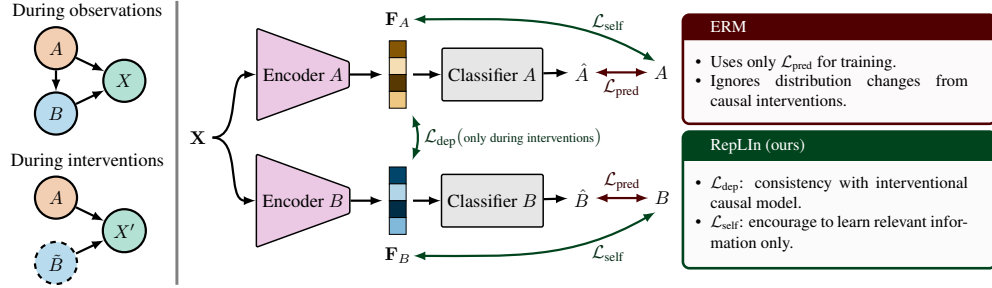 During observations
A
X
B
During interventions
A
X′
B̃
X
Encoder A
Encoder B
F_A
F_B
Classifier A
Classifier B
Â
A
B̂
B
L_self
L_pred
L_dep (only during interventions)
L_pred
L_self
ERM
• Uses only L_pred for training.
• Ignores distribution changes from
causal interventions.
RepLIn (ours)
• L_dep: consistency with interventional
causal model.
• L_self: encourage to learn relevant infor-
mation only.